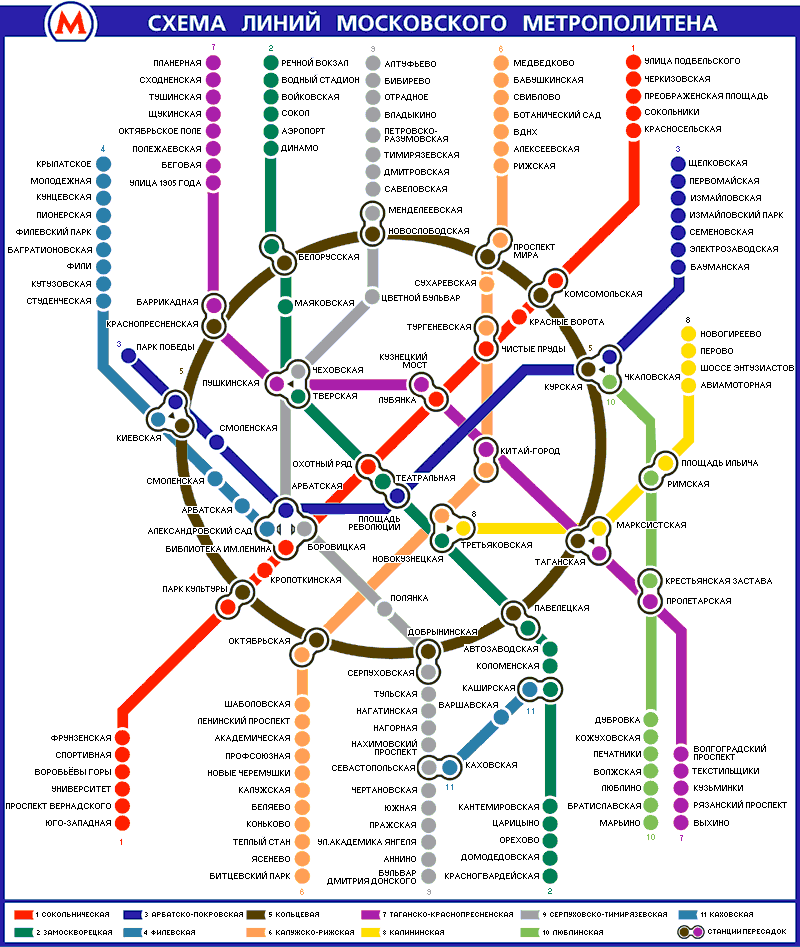 М
СХЕМА ЛИНИЙ МОСКОВСКОГО МЕТРОПОЛИТЕНА
7
ПЛАНЕРНАЯ
СХОДНЕНСКАЯ
ТУШИНСКАЯ
ЩУКИНСКАЯ
ОКТЯБРЬСКОЕ ПОЛЕ
ПОЛЕЖАЕВСКАЯ
БЕГОВАЯ
УЛИЦА 1905 ГОДА
2
РЕЧНОЙ ВОКЗАЛ
ВОДНЫЙ СТАДИОН
ВОЙКОВСКАЯ
СОКОЛ
АЭРОПОРТ
ДИНАМО
9
АЛТУФЬЕВО
БИБИРЕВО
ОТРАДНОЕ
ВЛАДЫКИНО
ПЕТРОВСКО-
РАЗУМОВСКАЯ
ТИМИРЯЗЕВСКАЯ
ДМИТРОВСКАЯ
САВЕЛОВСКАЯ
МЕНДЕЛЕЕВСКАЯ
НОВОСЛОБОДСКАЯ
6
МЕДВЕДКОВО
БАБУШКИНСКАЯ
СВИБЛОВО
БОТАНИЧЕСКИЙ САД
ВДНХ
АЛЕКСЕЕВСКАЯ
РИЖСКАЯ
1
УЛИЦА ПОДБЕЛЬСКОГО
ЧЕРКИЗОВСКАЯ
ПРЕОБРАЖЕНСКАЯ ПЛОЩАДЬ
СОКОЛЬНИКИ
КРАСНОСЕЛЬСКАЯ
4
КРЫЛАТСКОЕ
МОЛОДЕЖНАЯ
КУНЦЕВСКАЯ
ПИОНЕРСКАЯ
ФИЛЕВСКИЙ ПАРК
БАГРАТИОНОВСКАЯ
ФИЛИ
КУТУЗОВСКАЯ
СТУДЕНЧЕСКАЯ
3
ЩЕЛКОВСКАЯ
ПЕРВОМАЙСКАЯ
ИЗМАЙЛОВСКАЯ
ИЗМАЙЛОВСКИЙ ПАРК
СЕМЕНОВСКАЯ
ЭЛЕКТРОЗАВОДСКАЯ
БАУМАНСКАЯ
БЕЛОРУССКАЯ
ПРОСПЕКТ
МИРА
СУХАРЕВСКАЯ
КОМСОМОЛЬСКАЯ
БАРРИКАДНАЯ
КРАСНОПРЕСНЕНСКАЯ
МАЯКОВСКАЯ
ЦВЕТНОЙ БУЛЬВАР
ТУРГЕНЕВСКАЯ
КРАСНЫЕ ВОРОТА
ЧИСТЫЕ ПРУДЫ
8
НОВОГИРЕЕВО
ПЕРОВО
ШОССЕ ЭНТУЗИАСТОВ
АВИАМОТОРНАЯ
3
ПАРК ПОБЕДЫ
5
КУЗНЕЦКИЙ
МОСТ
ЧЕХОВСКАЯ
ПУШКИНСКАЯ
ТВЕРСКАЯ
ЛУБЯНКА
5
КУРСКАЯ
ЧКАЛОВСКАЯ
10
КИЕВСКАЯ
СМОЛЕНСКАЯ
СМОЛЕНСКАЯ
АРБАТСКАЯ
АРБАТСКАЯ
ОХОТНЫЙ РЯД
ТЕАТРАЛЬНАЯ
ПЛОЩАДЬ
РЕВОЛЮЦИИ
КИТАЙ-ГОРОД
ПЛОЩАДЬ ИЛЬИЧА
РИМСКАЯ
АЛЕКСАНДРОВСКИЙ САД
БИБЛИОТЕКА ИМ.ЛЕНИНА
БОРОВИЦКАЯ
8
ТРЕТЬЯКОВСКАЯ
НОВОКУЗНЕЦКАЯ
МАРКСИСТСКАЯ
ТАГАНСКАЯ
КРОПОТКИНСКАЯ
ПАРК КУЛЬТУРЫ
ПОЛЯНКА
КРЕСТЬЯНСКАЯ ЗАСТАВА
ПРОЛЕТАРСКАЯ
ОКТЯБРЬСКАЯ
ДОБРЫНИНСКАЯ
СЕРПУХОВСКАЯ
ПАВЕЛЕЦКАЯ
АВТОЗАВОДСКАЯ
КОЛОМЕНСКАЯ
КАШИРСКАЯ
11
ВАРШАВСКАЯ
КАХОВСКАЯ
11
ФРУНЗЕНСКАЯ
СПОРТИВНАЯ
ВОРОБЬЁВЫ ГОРЫ
УНИВЕРСИТЕТ
ПРОСПЕКТ ВЕРНАДСКОГО
ЮГО-ЗАПАДНАЯ
1
ШАБОЛОВСКАЯ
ЛЕНИНСКИЙ ПРОСПЕКТ
АКАДЕМИЧЕСКАЯ
ПРОФСОЮЗНАЯ
НОВЫЕ ЧЕРЕМУШКИ
КАЛУЖСКАЯ
БЕЛЯЕВО
КОНЬКОВО
ТЕПЛЫЙ СТАН
ЯСЕНЕВО
БИТЦЕВСКИЙ ПАРК
6
ТУЛЬСКАЯ
НАГАТИНСКАЯ
НАГОРНАЯ
НАХИМОВСКИЙ
ПРОСПЕКТ
СЕВАСТОПОЛЬСКАЯ
ЧЕРТАНОВСКАЯ
ЮЖНАЯ
ПРАЖСКАЯ
УЛ.АКАДЕМИКА ЯНГЕЛЯ
АННИНО
БУЛЬВАР
ДМИТРИЯ ДОНСКОГО
9
КАНТЕМИРОВСКАЯ
ЦАРИЦЫНО
ОРЕХОВО
ДОМОДЕДОВСКАЯ
КРАСНОГВАРДЕЙСКАЯ
2
ДУБРОВКА
КОЖУХОВСКАЯ
ПЕЧАТНИКИ
ВОЛЖСКАЯ
ЛЮБЛИНО
БРАТИСЛАВСКАЯ
МАРЬИНО
10
ВОЛГОГРАДСКИЙ
ПРОСПЕКТ
ТЕКСТИЛЬЩИКИ
КУЗЬМИНКИ
РЯЗАНСКИЙ ПРОСПЕКТ
ВЫХИНО
7
1 СОКОЛЬНИЧЕСКАЯ
3 АРБАТСКО-ПОКРОВСКАЯ
5 КОЛЬЦЕВАЯ
7 ТАГАНСКО-КРАСНОПРЕСНЕНСКАЯ
9 СЕРПУХОВСКО-ТИМИРЯЗЕВСКАЯ
11 КАХОВСКАЯ
2 ЗАМОСКВОРЕЦКАЯ
4 ФИЛЕВСКАЯ
6 КАЛУЖСКО-РИЖСКАЯ
8 КАЛИНИНСКАЯ
10 ЛЮБЛИНСКАЯ
СТАНЦИИ ПЕРЕСАДОК